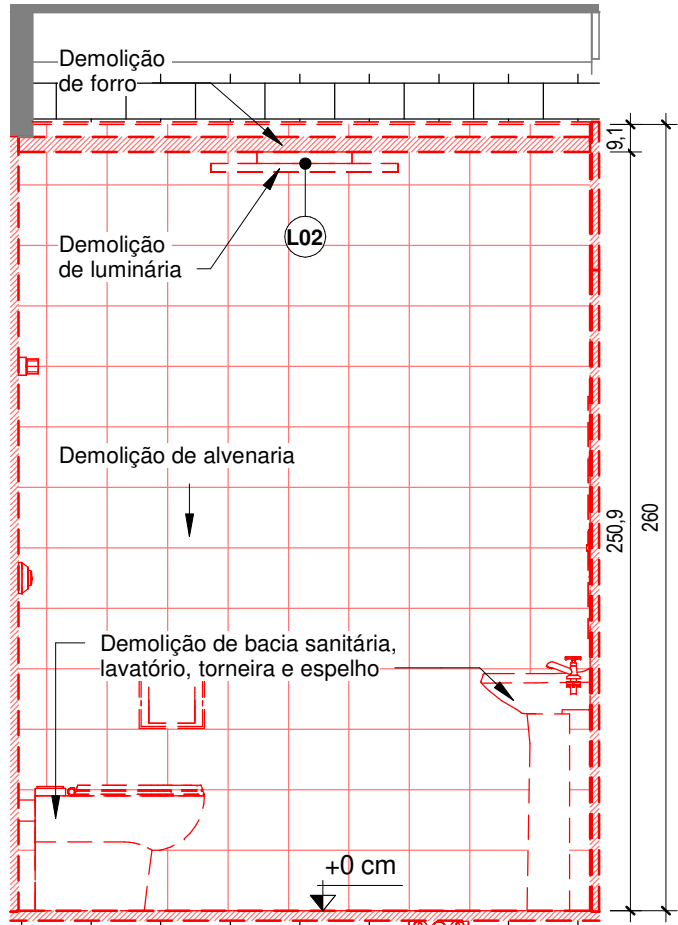 Demolição
de forro
9,1
L02
Demolição
de luminária
Demolição de alvenaria
250,9
260
Demolição de bacia sanitária,
lavatório, torneira e espelho
+0 cm